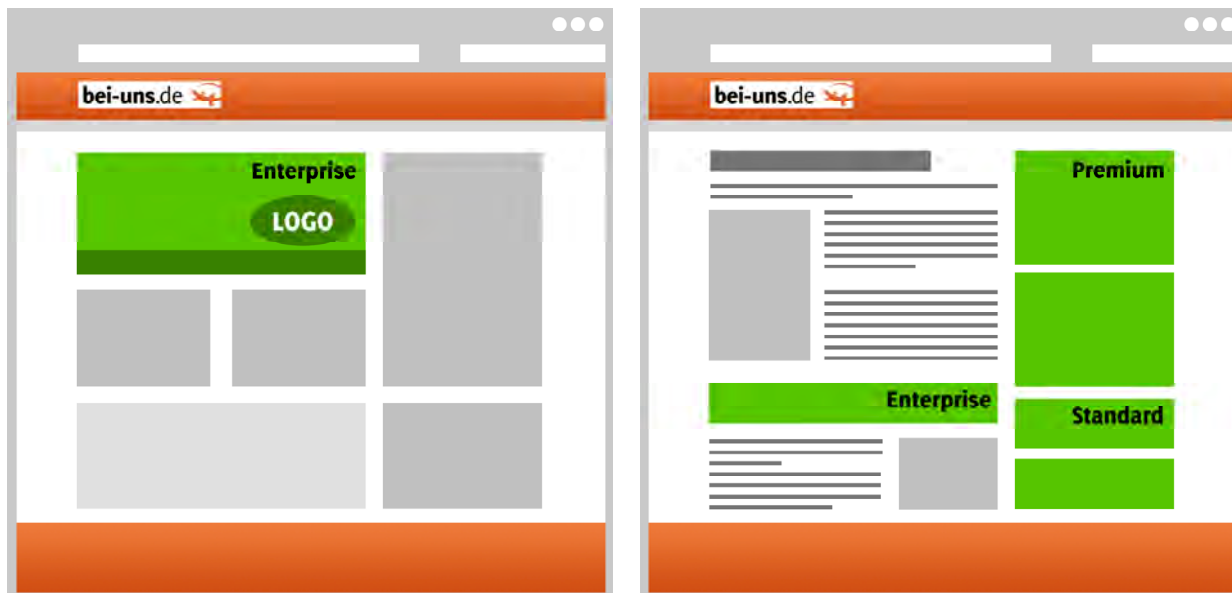 bei-uns.de
Enterprise
LOGO
bei-uns.de
Premium
Enterprise
Standard